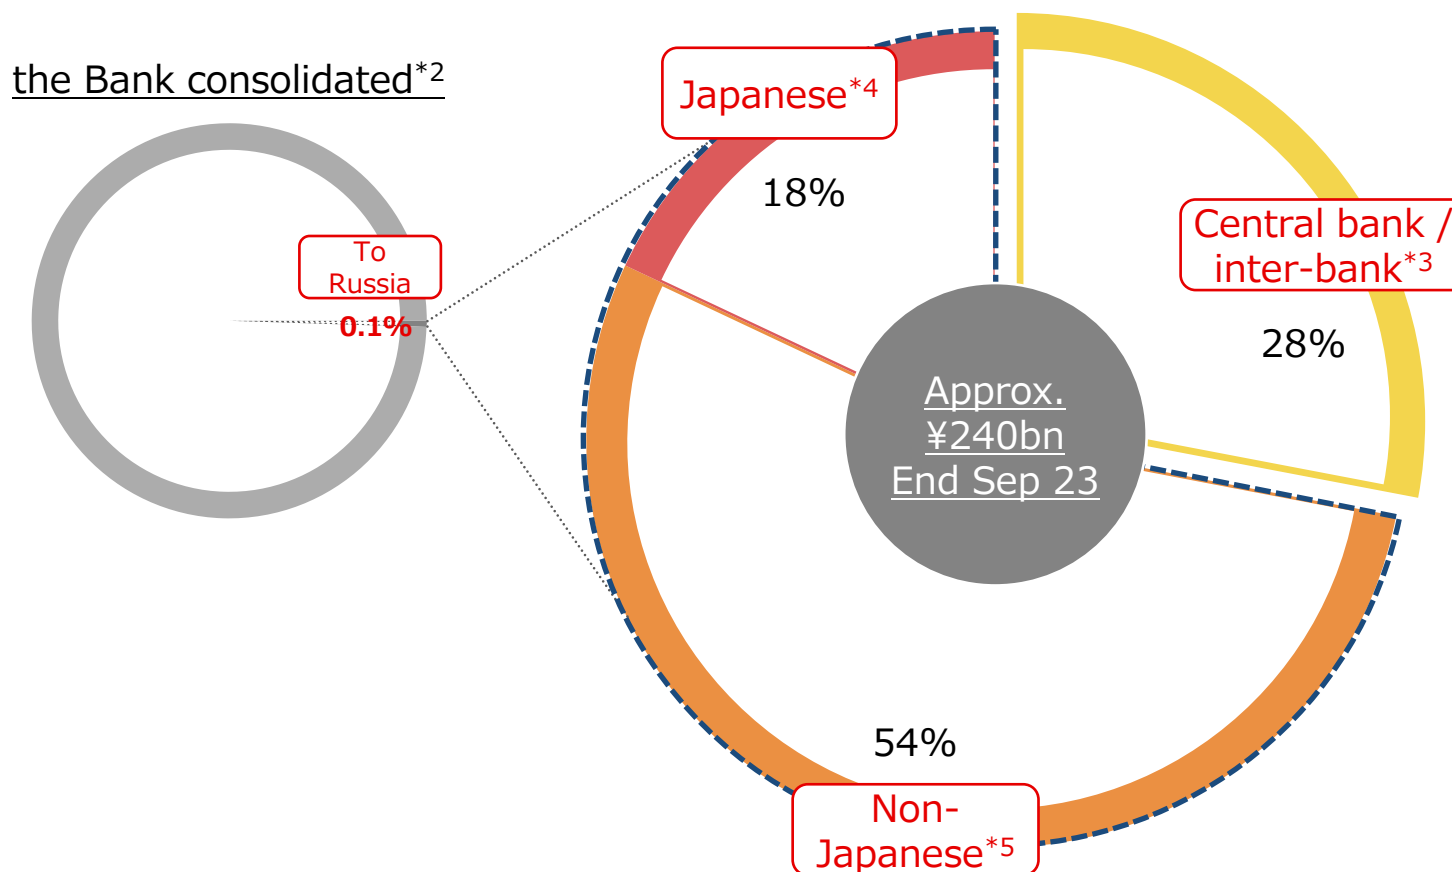 the Bank consolidated*2
To
Russia
0.1%
Japanese*4
18%
Central bank /
inter-bank*3
28%
Approx.
¥240bn
End Sep 23
54%
Non-
Japanese*5